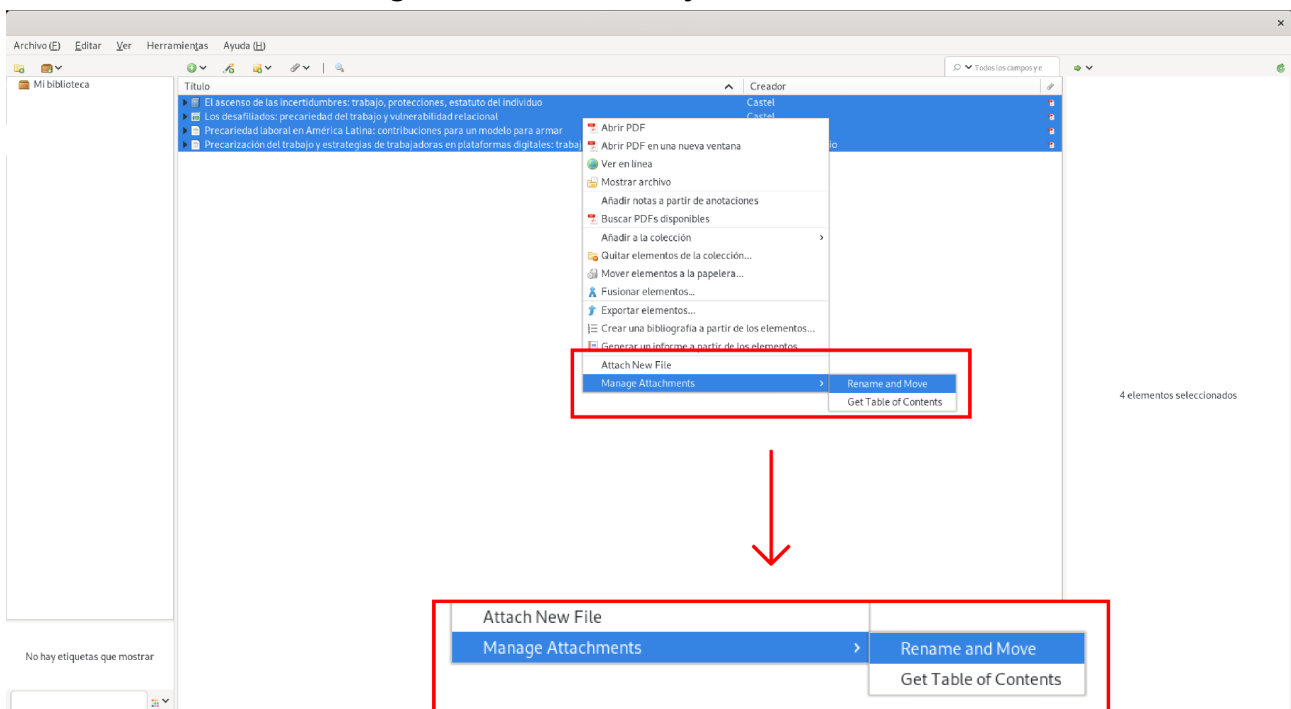 Archivo (F) Editar Ver Herramientas Ayuda (H)
Todos los campos y e
Mi biblioteca
Título Creador
El ascenso de las incertidumbres: trabajo, protecciones, estatuto del individuo Castel
Los desafiliados: precariedad del trabajo y vulnerabilidad relacional Castel
Precariedad laboral en América Latina: contribuciones para un modelo para armar
Precarización del trabajo y estrategias de trabajadoras en plataformas digitales: traba
Abrir PDF
Abrir PDF en una nueva ventana
Ver en línea
Mostrar archivo
Añadir notas a partir de anotaciones
Buscar PDFs disponibles
Añadir a la colección
Quitar elementos de la colección...
Mover elementos a la papelera...
Fusionar elementos...
Exportar elementos...
Crear una bibliografía a partir de los elementos...
Generar un informe a partir de los elementos
Attach New File
Manage Attachments
Rename and Move
Get Table of Contents
4 elementos seleccionados
Attach New File
Manage Attachments
Rename and Move
Get Table of Contents
No hay etiquetas que mostrar